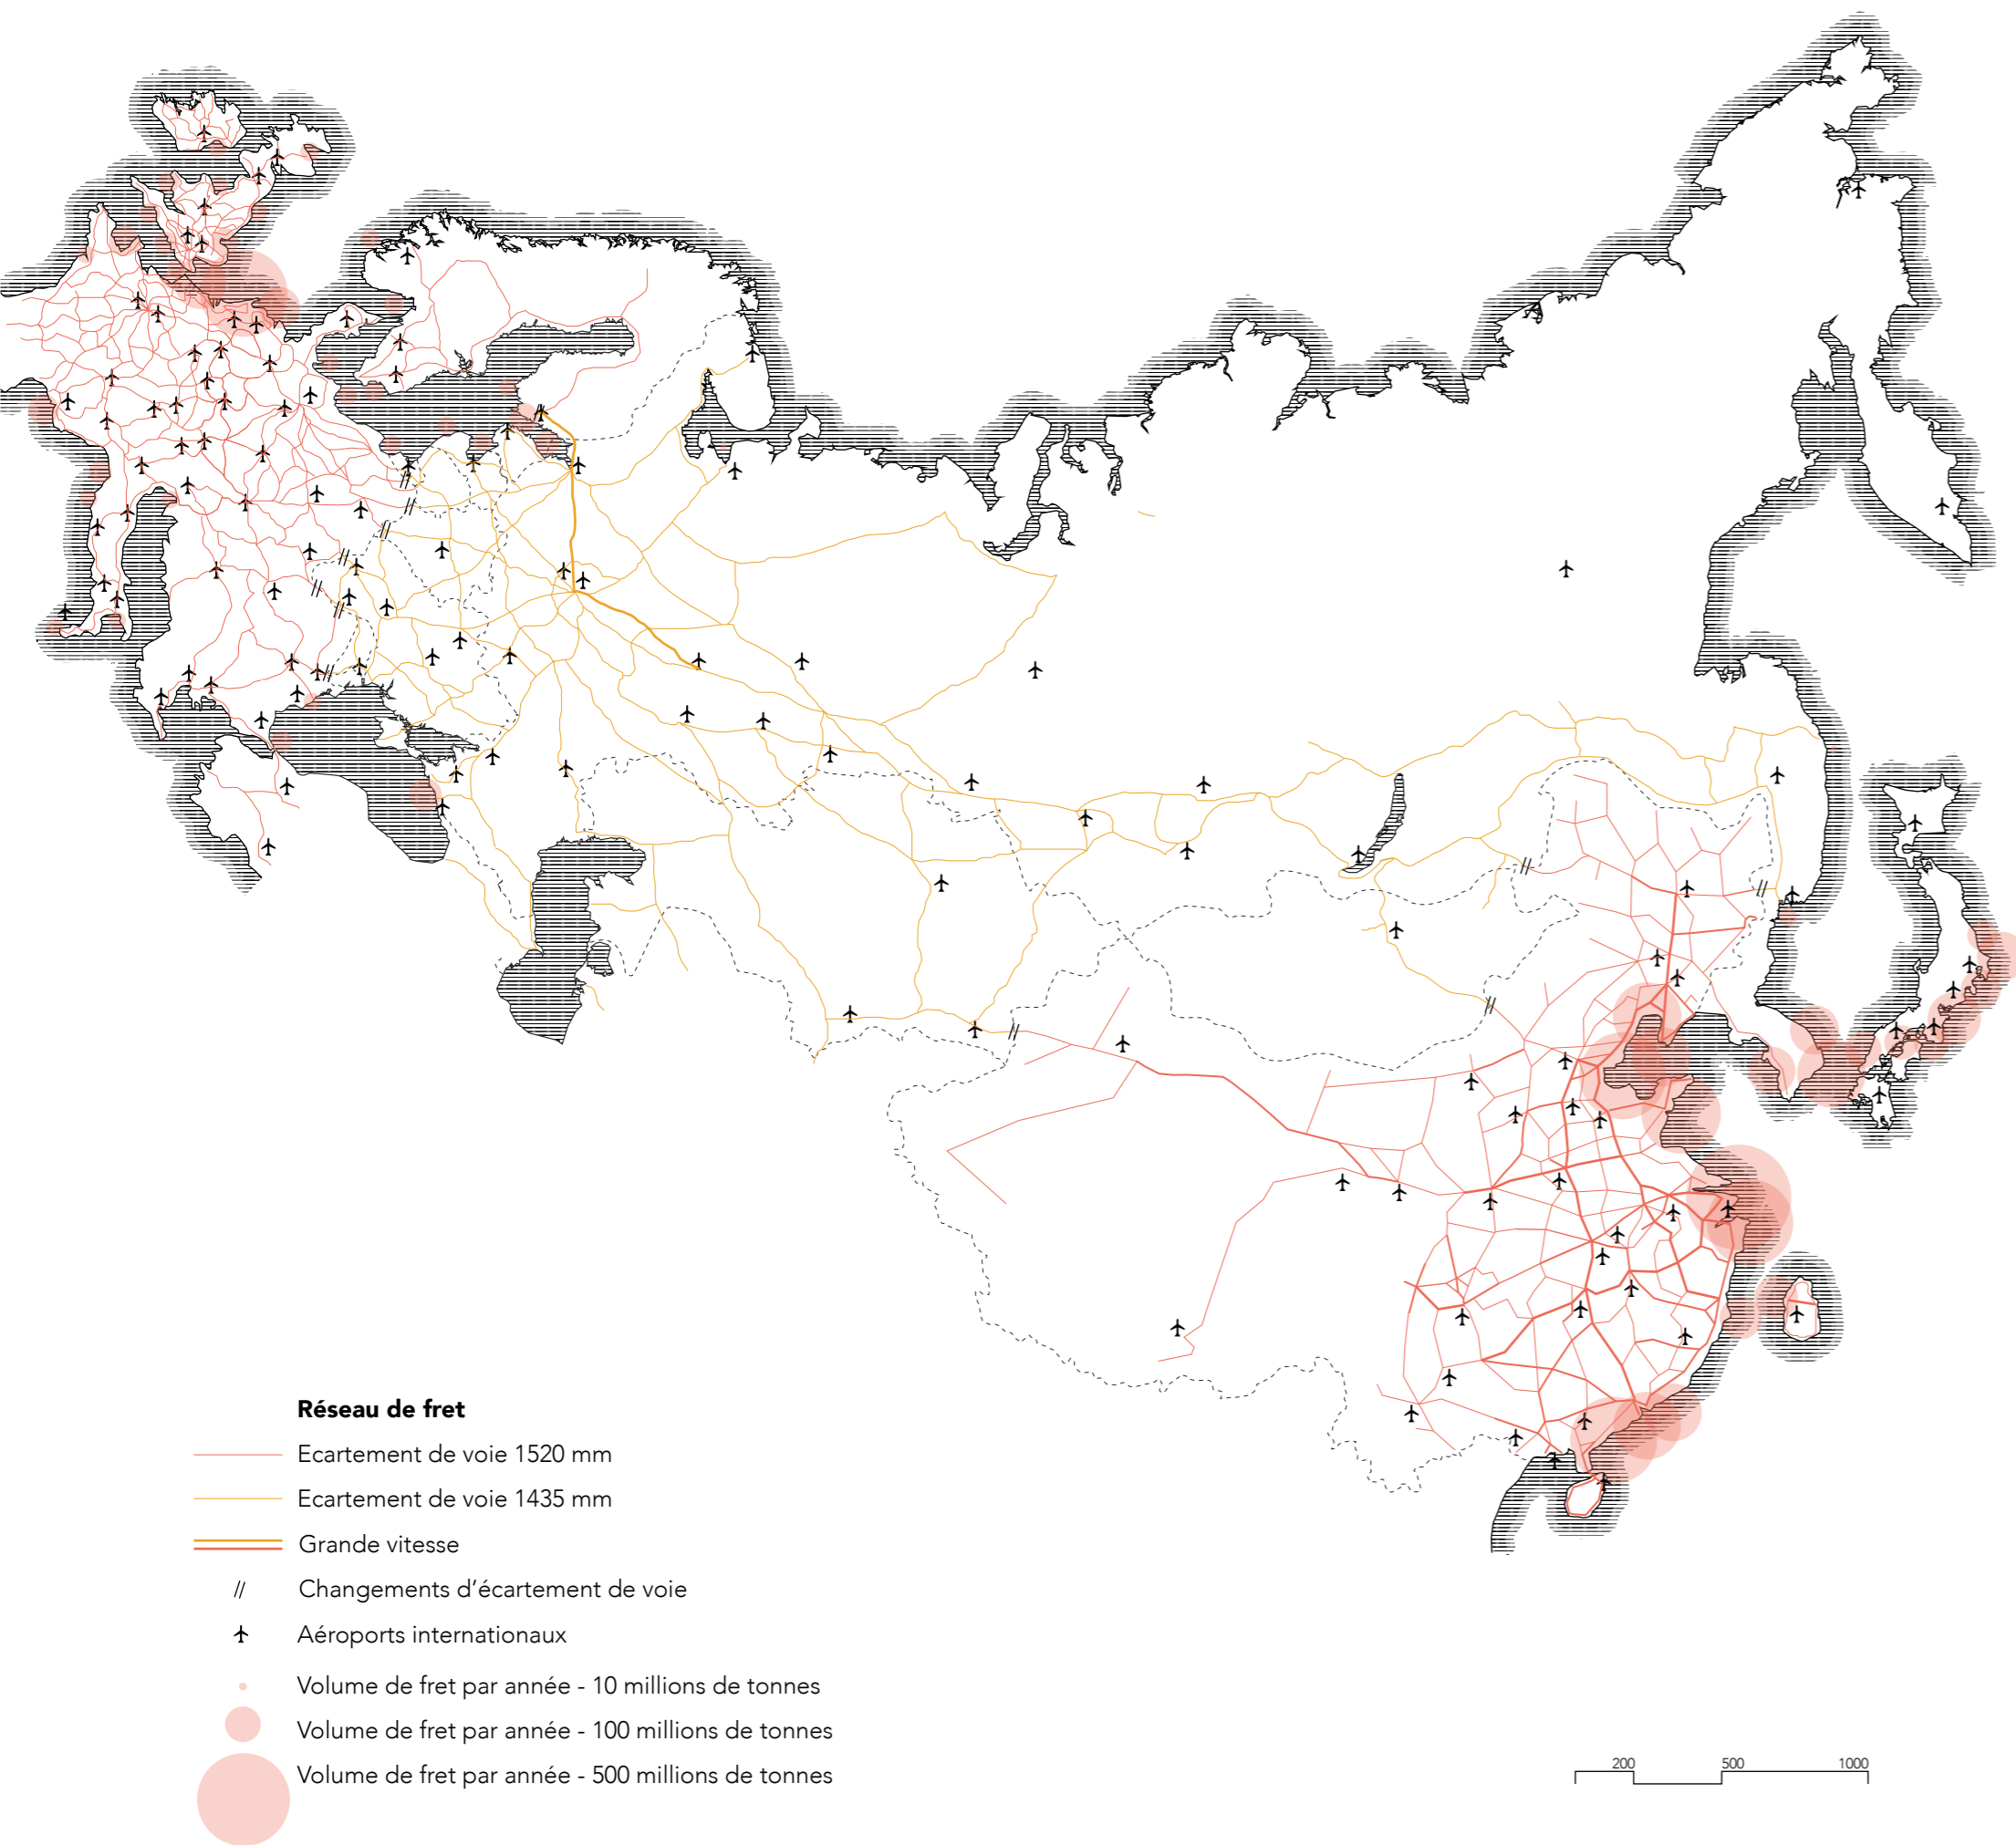 Réseau de fret
Ecartement de voie 1520 mm
Ecartement de voie 1435 mm
Grande vitesse
Changements d'écartement de voie
Aéroports internationaux
Volume de fret par année - 10 millions de tonnes
Volume de fret par année - 100 millions de tonnes
Volume de fret par année - 500 millions de tonnes
200 500 1000